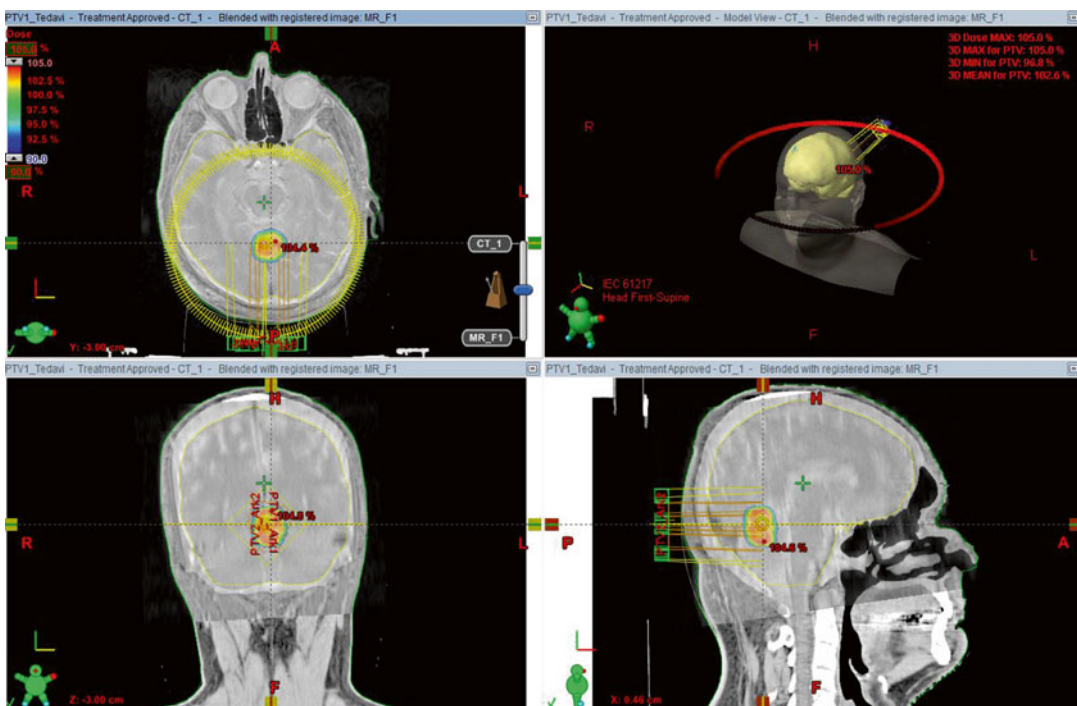 PTV1_Tedavi - Treatment Approved - CT_1 - Blended with registered image: MR_F1
Dose
105.0 %
105.0
102.5 %
100.0 %
97.5 %
95.0 %
92.5 %
90.0
90.0 %
A
R
L
104.4 %
CT_1
MR_F1
P
Y: -3.00 cm
PTV1_Tedavi - Treatment Approved - Model View - CT_1 - Blended with registered image: MR_F1
3D Dose MAX: 105.0 %
3D MAX for PTV: 105.0 %
3D MIN for PTV: 96.8 %
3D MEAN for PTV: 102.6 %
H
R
105.0 %
L
IEC 61217
Head First-Supine
F
PTV1_Tedavi - Treatment Approved - CT_1 - Blended with registered image: MR_F1
H
R
PTV2_Ark2
PTV1_Ark1
104.8 %
L
F
Z: -3.00 cm
PTV1_Tedavi - Treatment Approved - CT_1 - Blended with registered image: MR_F1
H
P
104.8 %
A
F
X: 0.46 cm